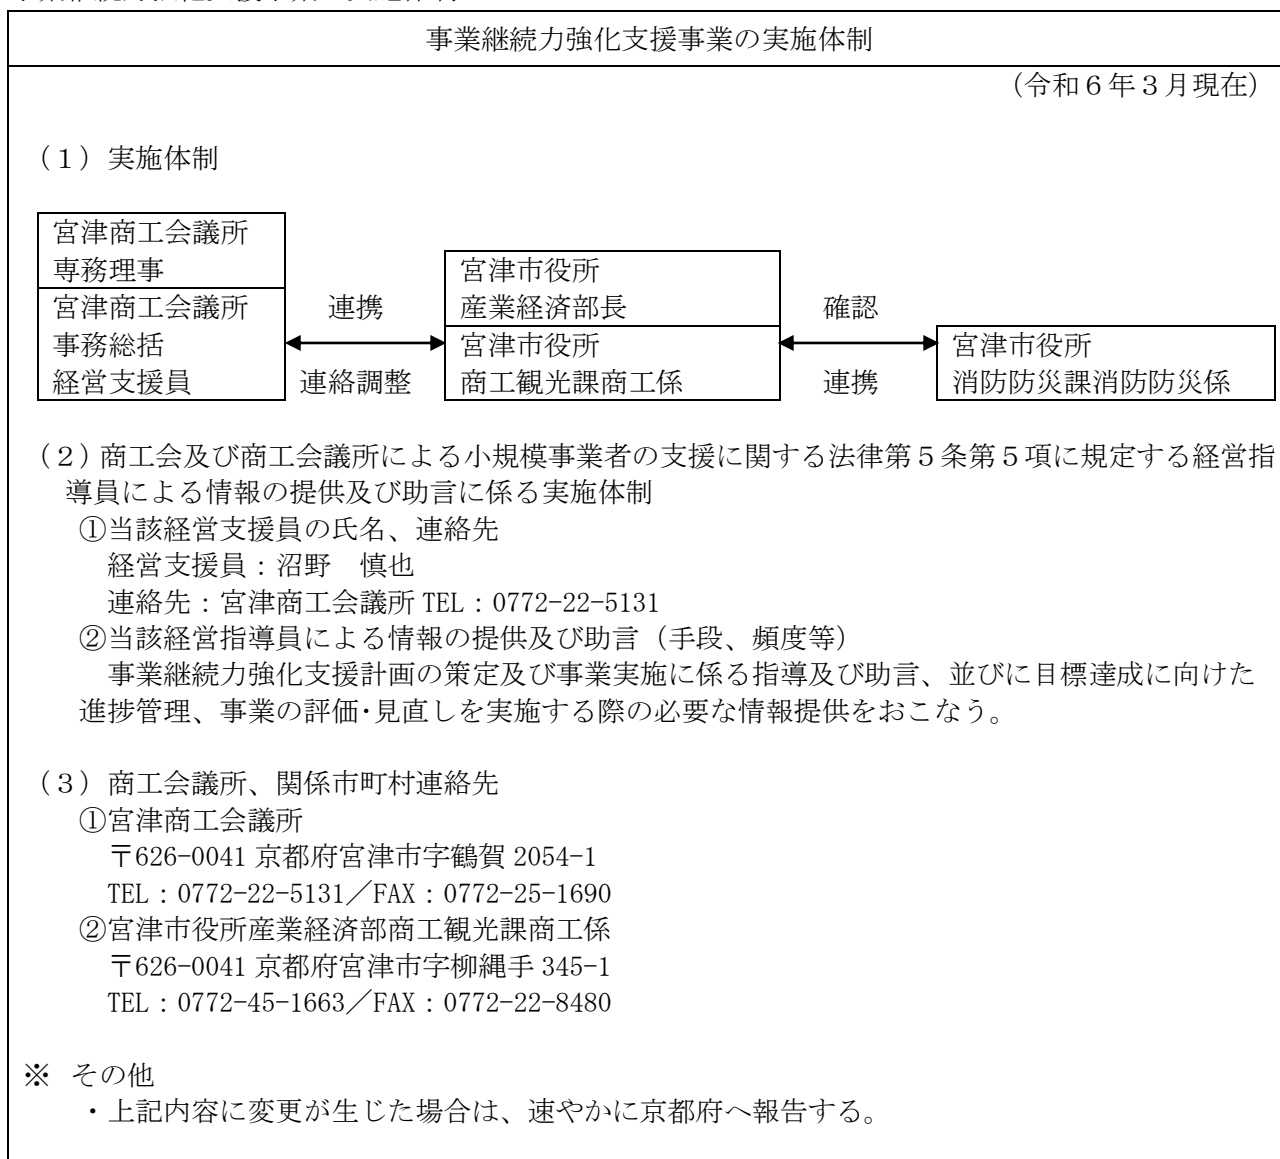 事業継続力強化支援事業の実施体制
（令和６年３月現在）
（１）実施体制
宮津商工会議所
専務理事
宮津商工会議所
事務総括
経営支援員
連携
連絡調整
宮津市役所
産業経済部長
宮津市役所
商工観光課商工係
確認
連携
宮津市役所
消防防災課消防防災係
（２）商工会及び商工会議所による小規模事業者の支援に関する法律第５条第５項に規定する経営指
導員による情報の提供及び助言に係る実施体制
①当該経営支援員の氏名、連絡先
経営支援員：沼野　慎也
連絡先：宮津商工会議所 TEL：0772-22-5131
②当該経営指導員による情報の提供及び助言（手段、頻度等）
事業継続力強化支援計画の策定及び事業実施に係る指導及び助言、並びに目標達成に向けた
進捗管理、事業の評価・見直しを実施する際の必要な情報提供をおこなう。
（３）商工会議所、関係市町村連絡先
①宮津商工会議所
〒626-0041 京都府宮津市字鶴賀 2054-1
TEL：0772-22-5131／FAX：0772-25-1690
②宮津市役所産業経済部商工観光課商工係
〒626-0041 京都府宮津市字柳縄手 345-1
TEL：0772-45-1663／FAX：0772-22-8480
※　その他
・上記内容に変更が生じた場合は、速やかに京都府へ報告する。